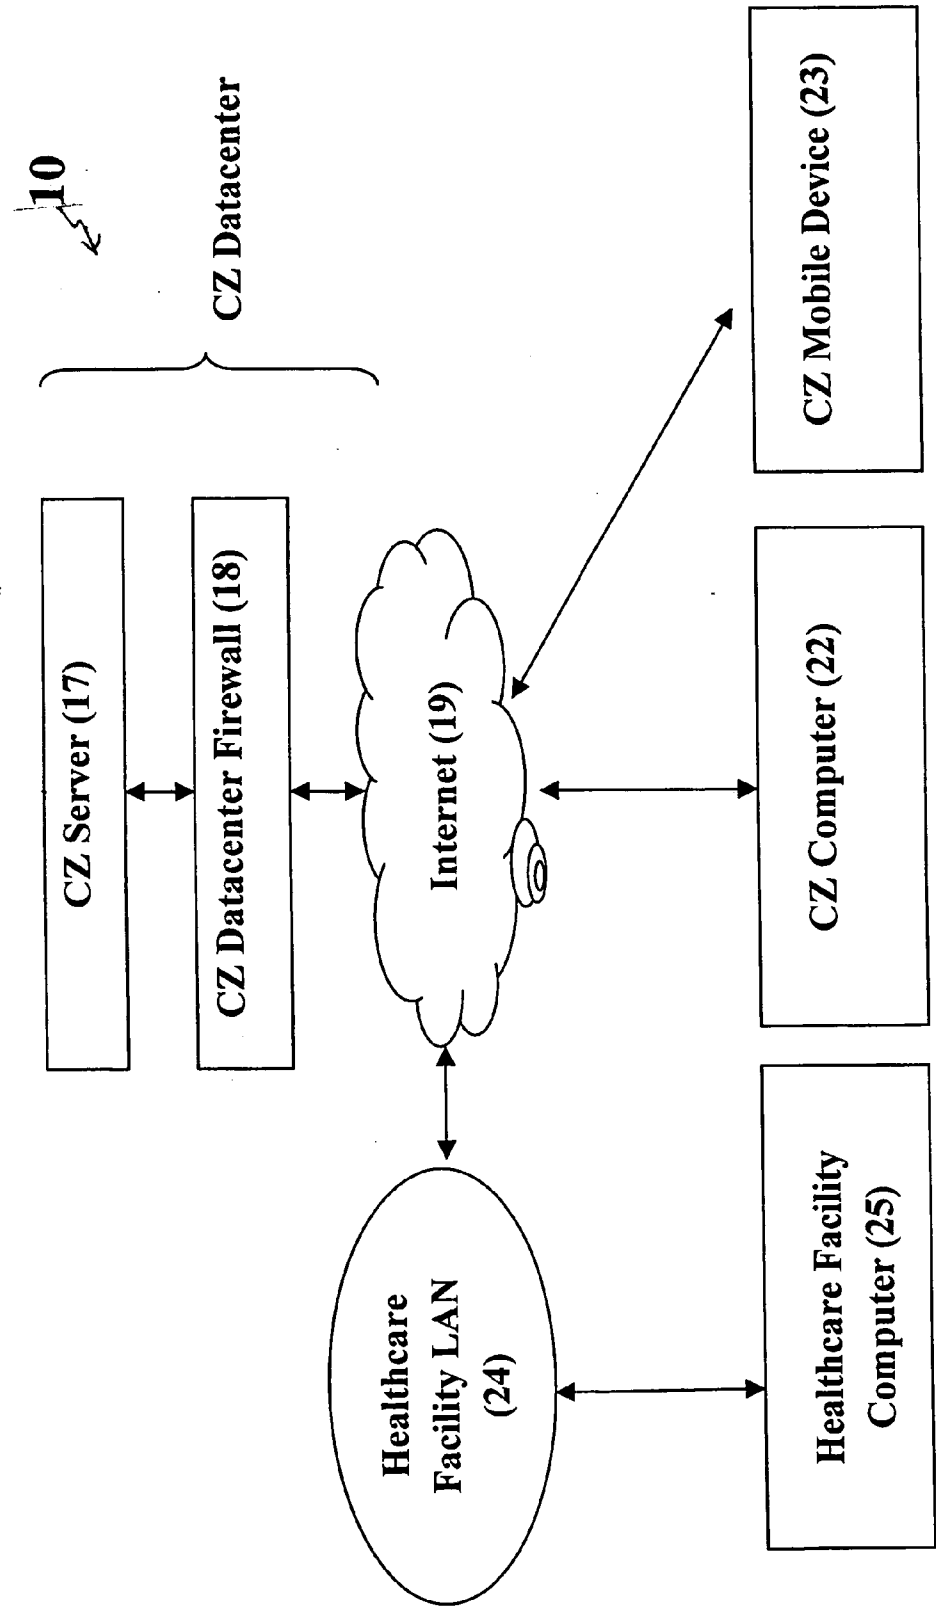 10
CZ Datacenter
CZ Server (17)
CZ Datacenter Firewall (18)
Internet (19)
Healthcare
Facility LAN
(24)
Healthcare Facility
Computer (25)
CZ Computer (22)
CZ Mobile Device (23)